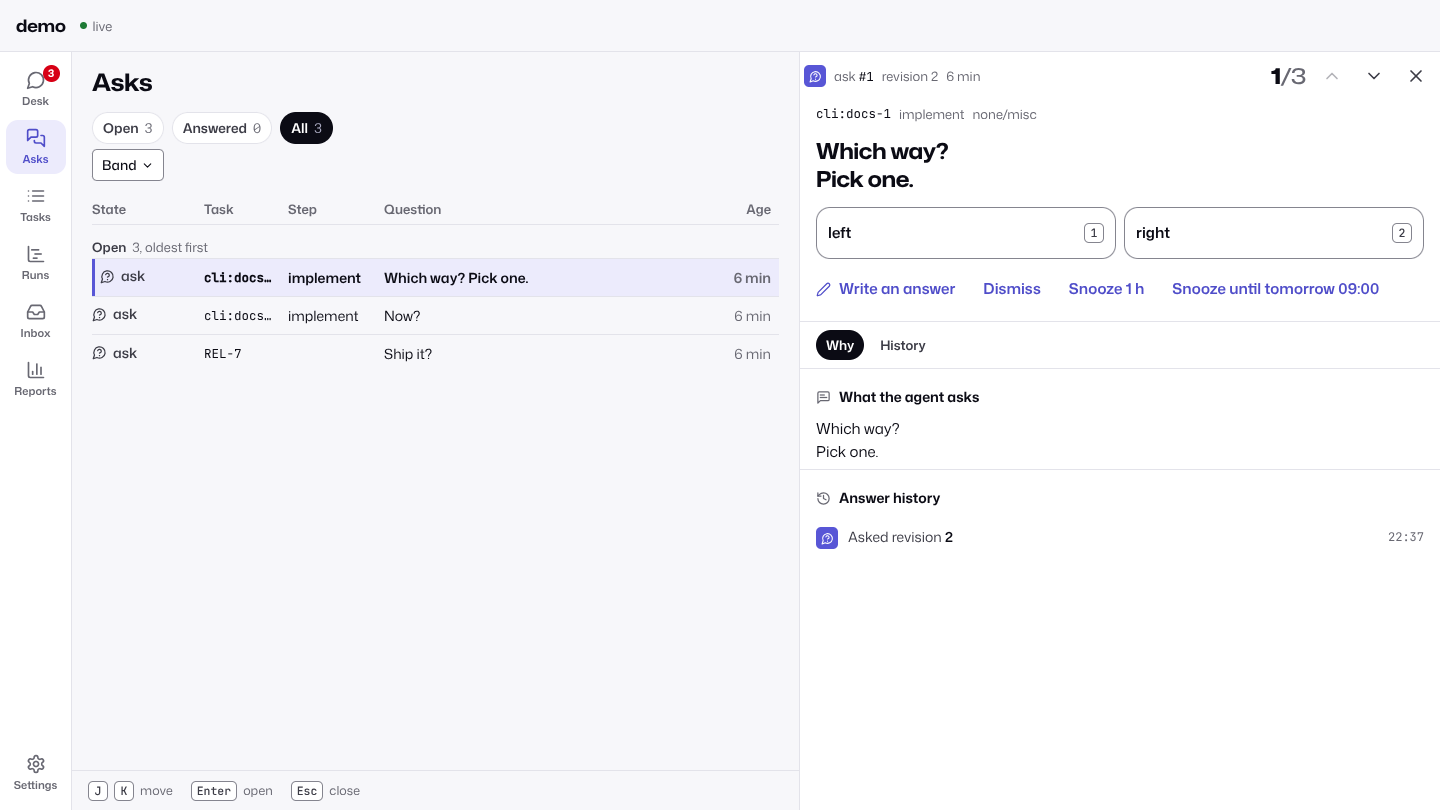 demo live
3
Desk
Asks
Tasks
Runs
Inbox
Reports
Settings
Asks
Open 3 Answered 0 All 3
Band
State Task Step Question Age
Open 3, oldest first
ask cli:docs… implement Which way? Pick one. 6 min
ask cli:docs… implement Now? 6 min
ask REL-7 Ship it? 6 min
J K move Enter open Esc close
ask #1 revision 2 6 min 1/3
cli:docs-1 implement none/misc
Which way?
Pick one.
left 1 right 2
Write an answer Dismiss Snooze 1 h Snooze until tomorrow 09:00
Why History
What the agent asks
Which way?
Pick one.
Answer history
Asked revision 2 22:37